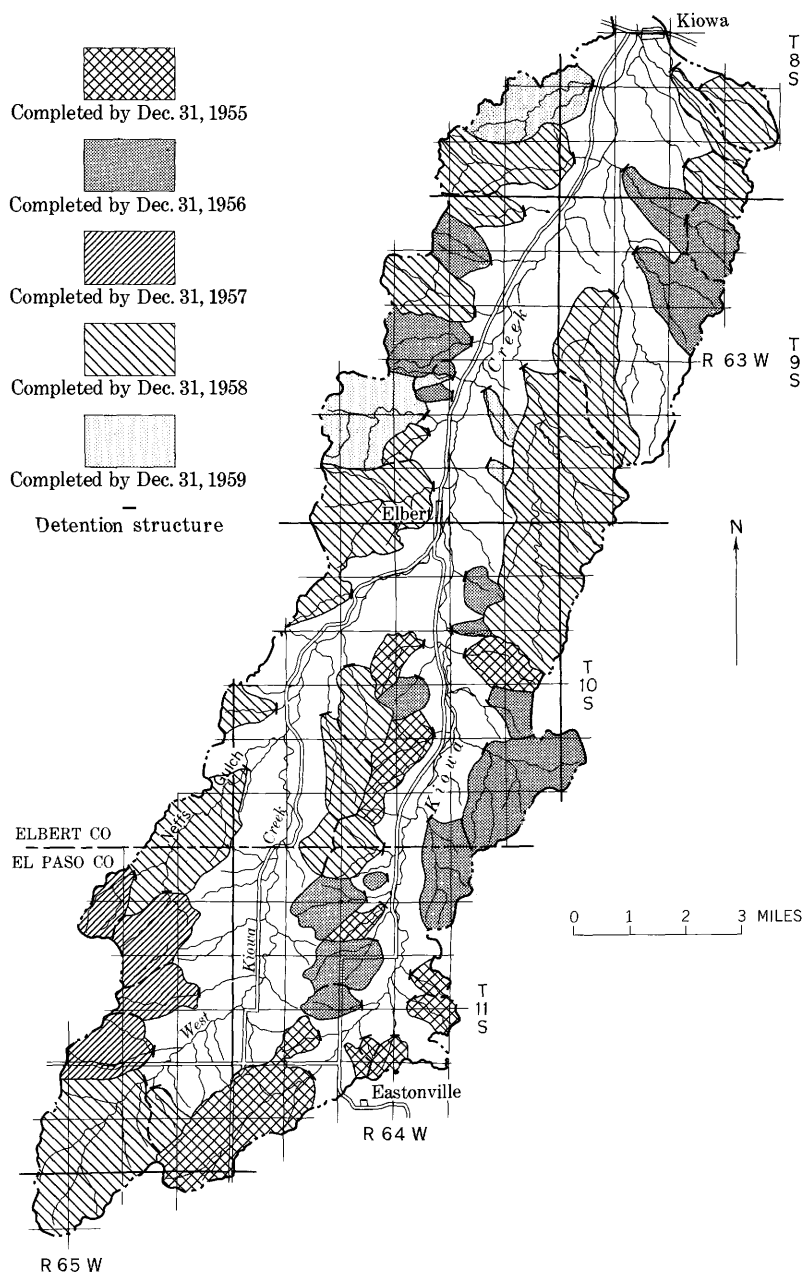 Kiowa
T
8
S
Completed by Dec. 31, 1955
Completed by Dec. 31, 1956
Completed by Dec. 31, 1957
Completed by Dec. 31, 1958
Completed by Dec. 31, 1959
Detention structure
Creek
R 63 W
T
9
S
Elbert
N
T
10
S
Kiowa
Neffs Gulch
Creek
ELBERT CO
EL PASO CO
0 1 2 3 MILES
Kiowa
West
T
11
S
Eastonville
R 64 W
R 65 W